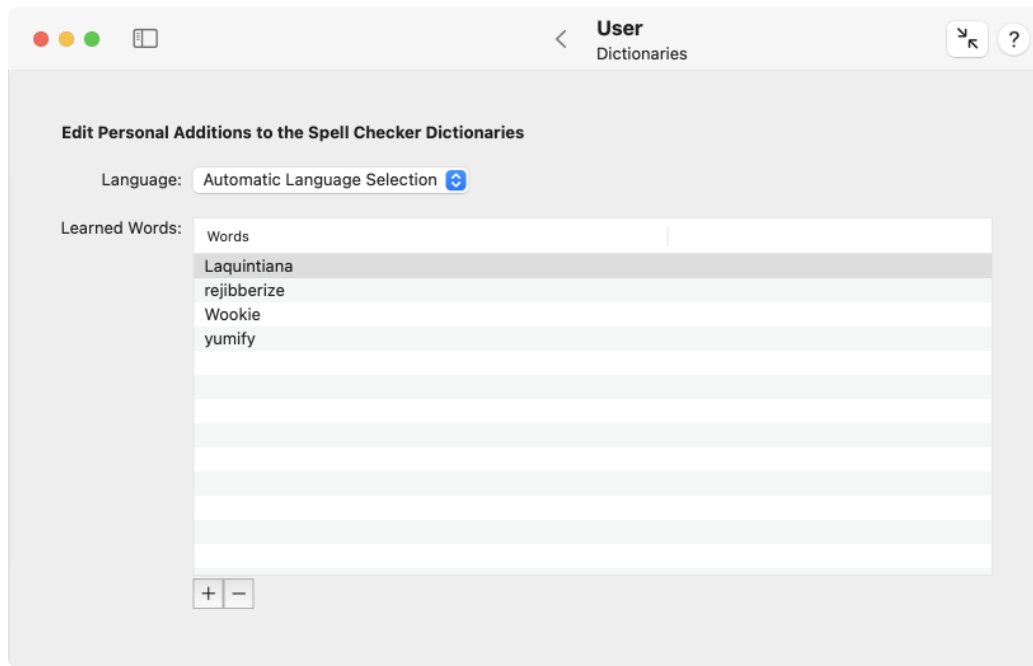 User
Dictionaries
?
Edit Personal Additions to the Spell Checker Dictionaries
Language: Automatic Language Selection
Learned Words:
Words
Laquintiana
rejibberize
Wookie
yumify
+ −